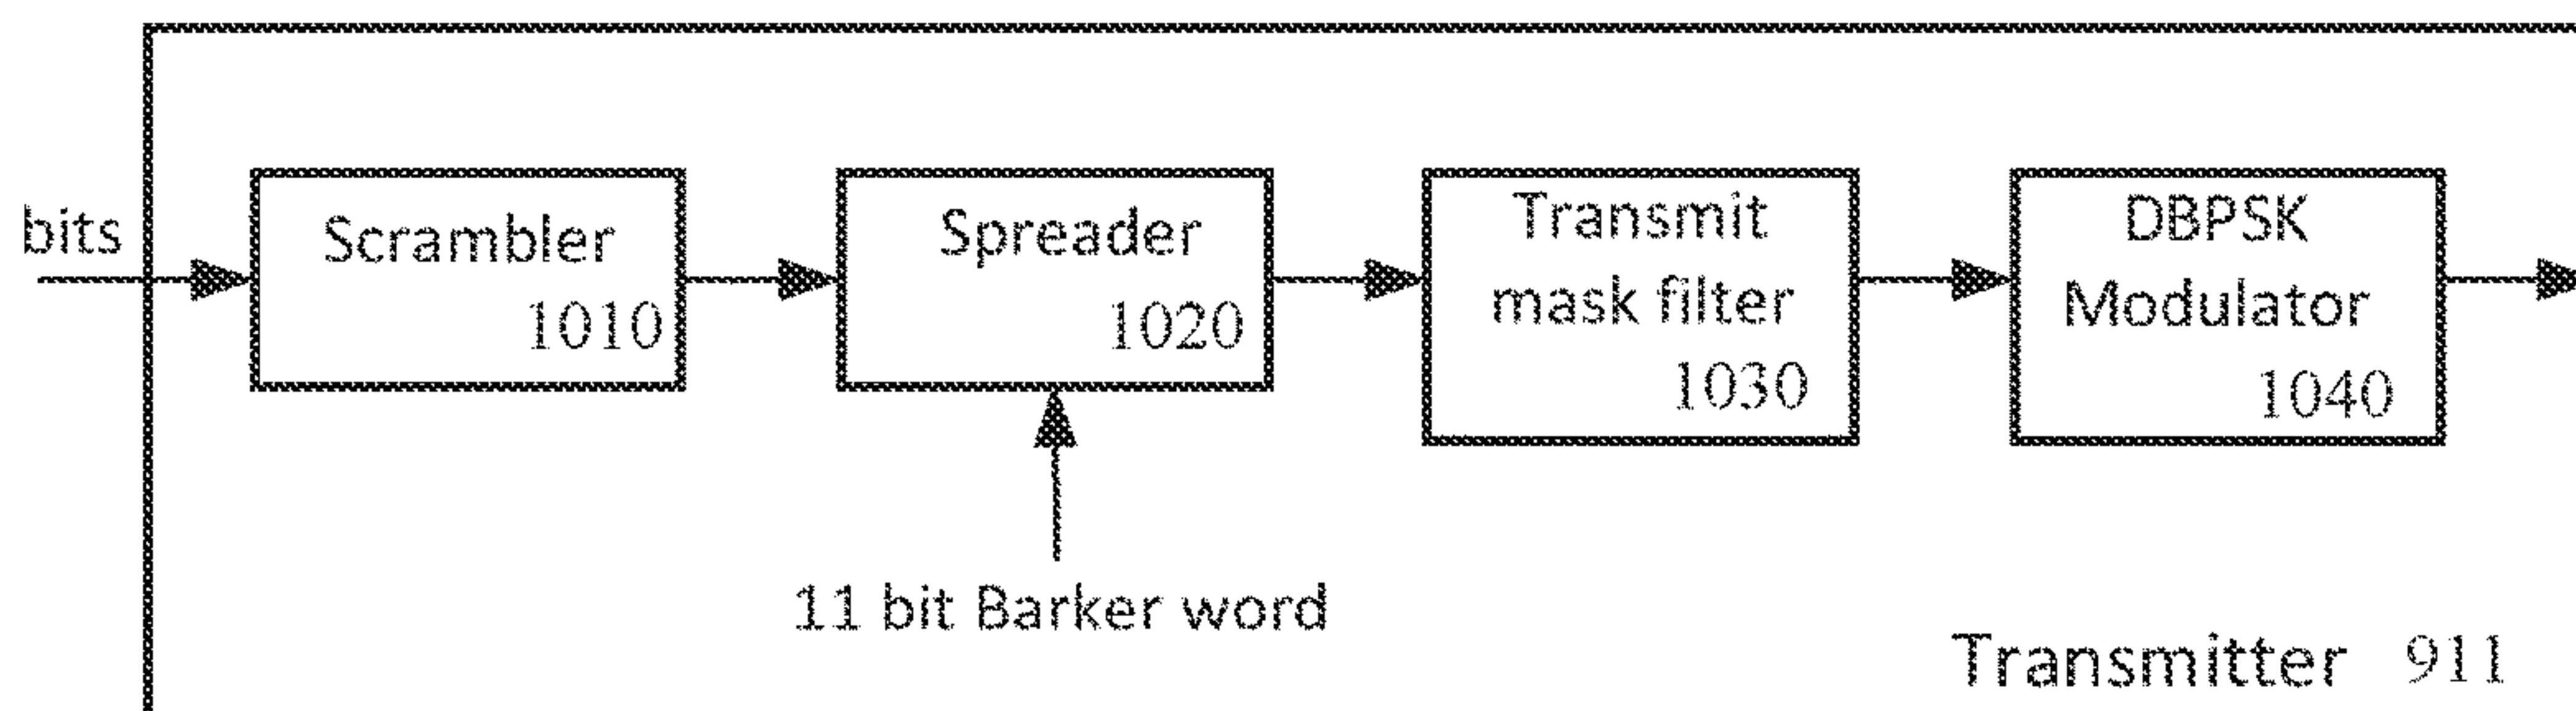 bits
Scrambler
1010
Spreader
1020
Transmit
mask filter
1030
DBPSK
Modulator
1040
11 bit Barker word
Transmitter 911